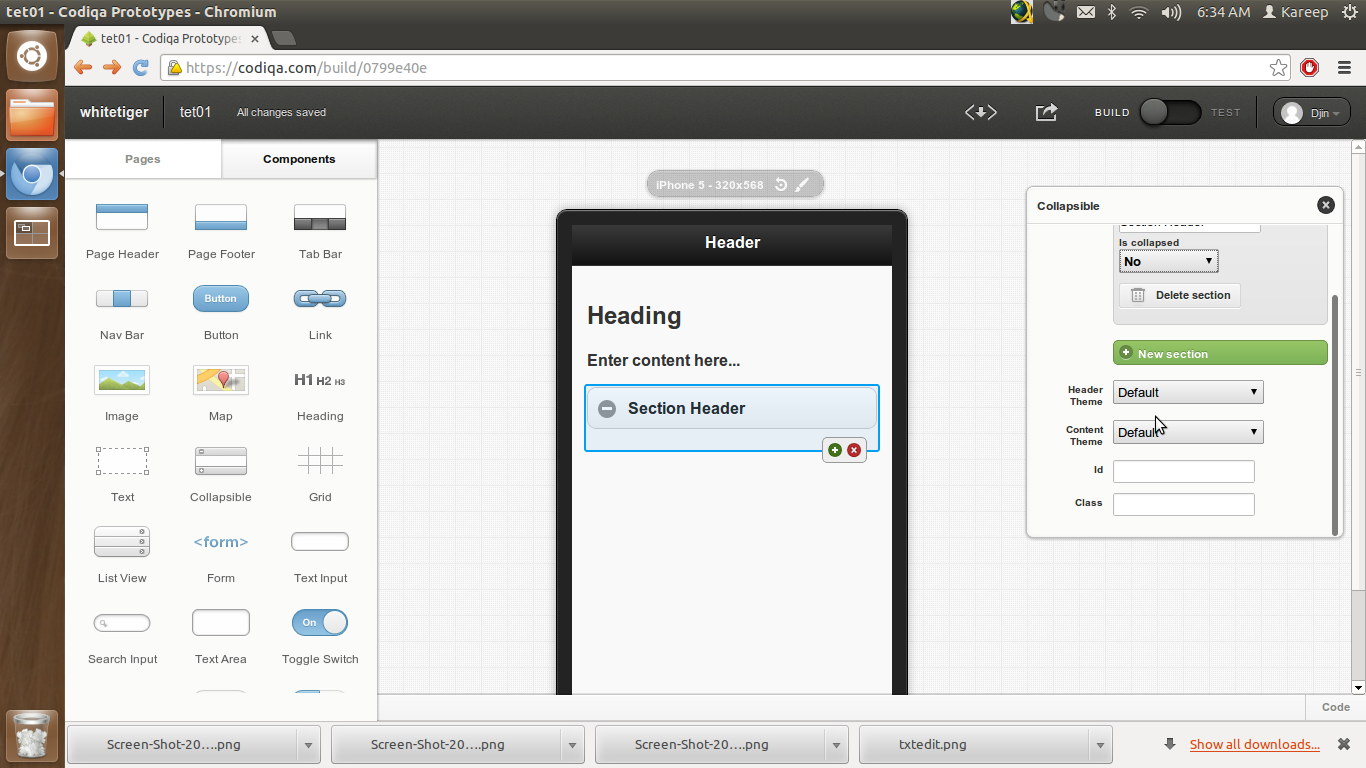 tet01 - Codiqa Prototypes - Chromium
6:34 AM
Kareep
tet01 - Codiqa Prototypes
https://codiqa.com/build/0799e40e
whitetiger
tet01
All changes saved
BUILD
TEST
Djin
Pages
Components
Page Header
Page Footer
Tab Bar
Nav Bar
Button
Button
Link
Image
Map
H1 H2 H3
Heading
Text
Collapsible
Grid
List View
<form>
Form
Text Input
Search Input
Text Area
On
Toggle Switch
iPhone 5 - 320x568
Header
Heading
Enter content here...
Section Header
Collapsible
Section Header
Is collapsed
No
Delete section
New section
Header
Theme
Default
Content
Theme
Default
Id
Class
Code
Screen-Shot-20....png
Screen-Shot-20....png
Screen-Shot-20....png
txtedit.png
Show all downloads...